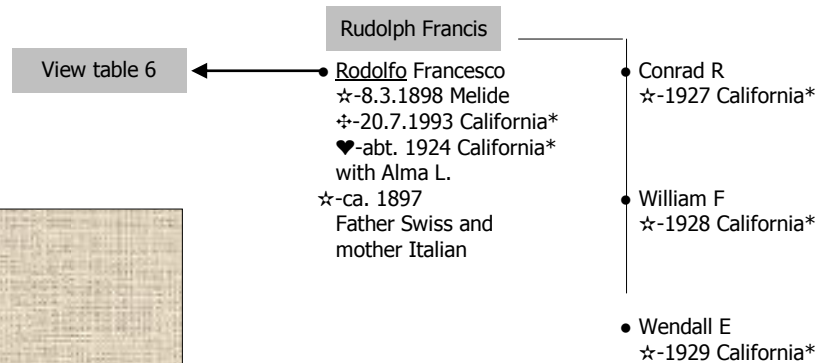 Rudolph Francis
View table 6
● Rodolfo Francesco
☆-8.3.1898 Melide
✣-20.7.1993 California*
♥-abt. 1924 California*
with Alma L.
☆-ca. 1897
Father Swiss and
mother Italian
● Conrad R
☆-1927 California*
● William F
☆-1928 California*
● Wendall E
☆-1929 California*